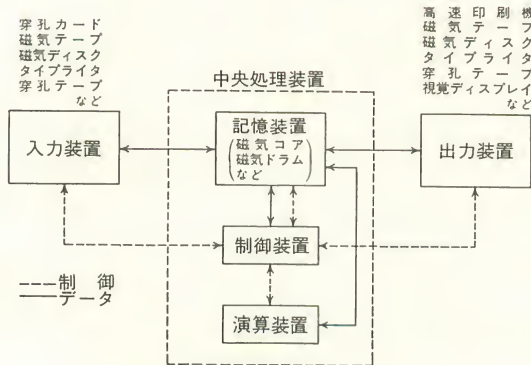 穿孔カード
磁気テープ
磁気ディスク
タイプライタ
穿孔テープ
など
入力装置
中央処理装置
記憶装置
(磁気コア
磁気ドラム
など)
制御装置
演算装置
高速印刷機
磁気テープ
磁気ディスク
タイプライタ
穿孔テープ
視覚ディスプレイ
など
出力装置
制御
データ